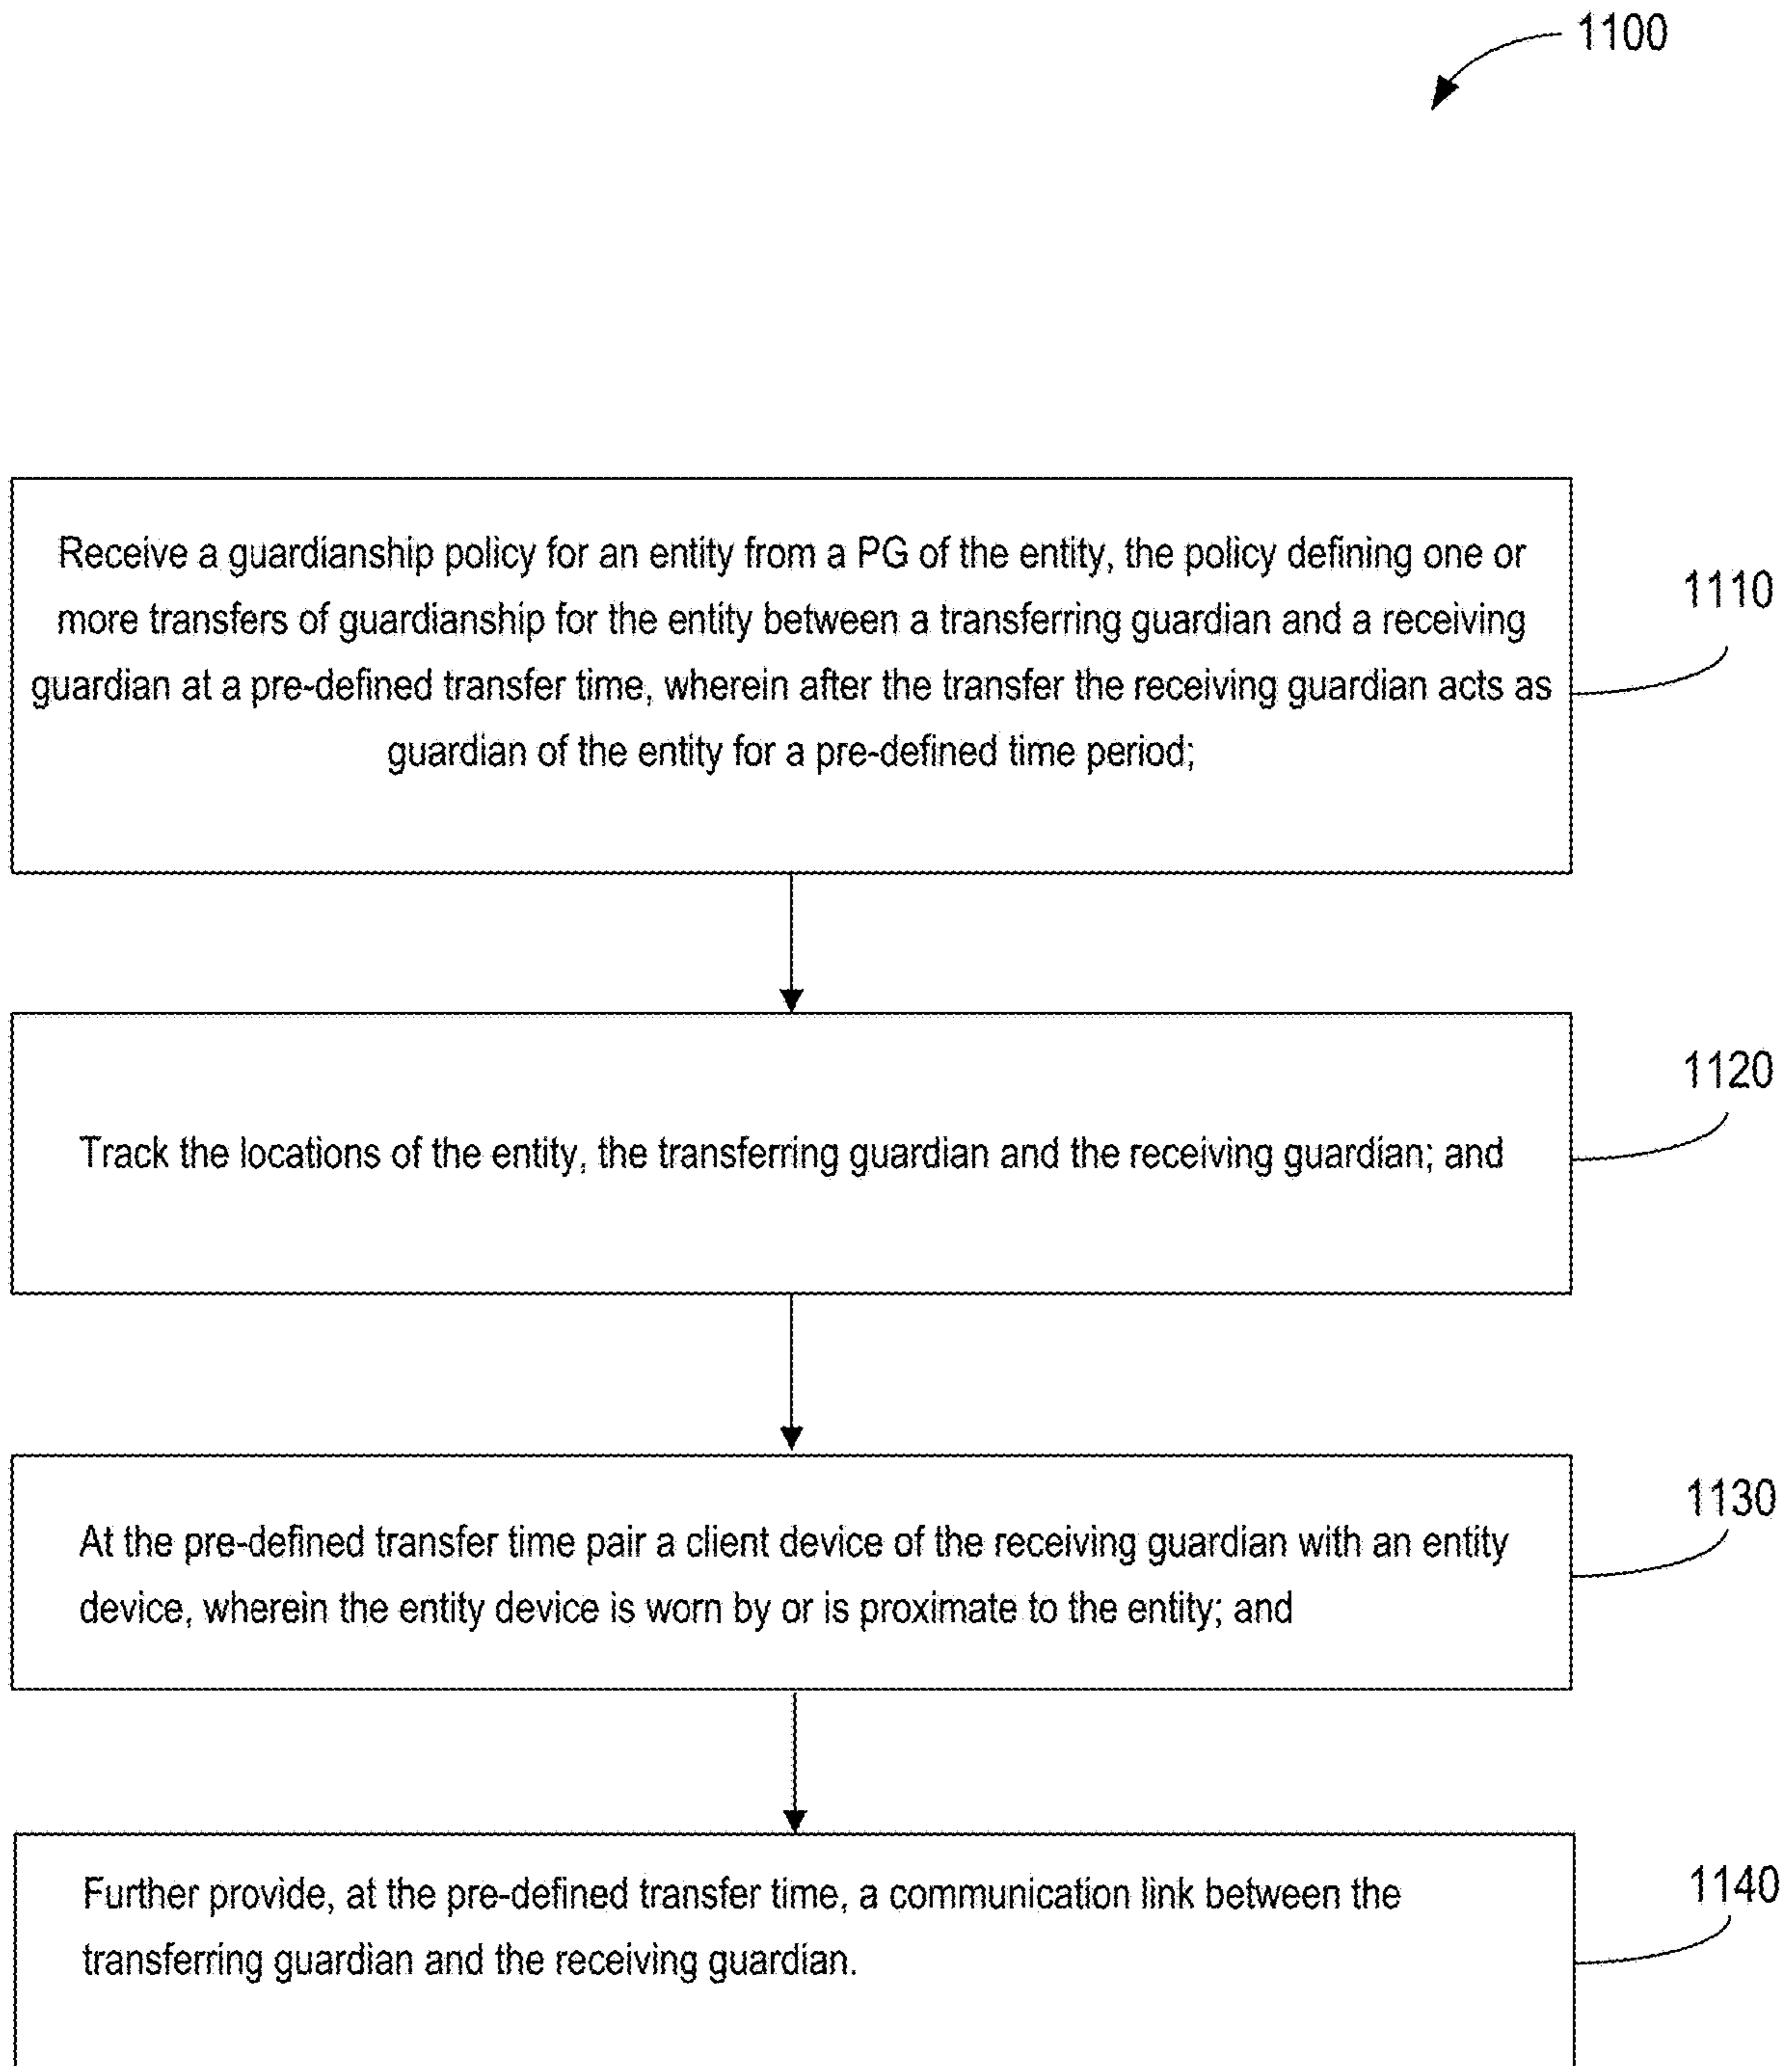 1100
Receive a guardianship policy for an entity from a PG of the entity, the policy defining one or
more transfers of guardianship for the entity between a transferring guardian and a receiving
guardian at a pre-defined transfer time, wherein after the transfer the receiving guardian acts as
guardian of the entity for a pre-defined time period;
1110
Track the locations of the entity, the transferring guardian and the receiving guardian; and
1120
At the pre-defined transfer time pair a client device of the receiving guardian with an entity
device, wherein the entity device is worn by or is proximate to the entity; and
1130
Further provide, at the pre-defined transfer time, a communication link between the
transferring guardian and the receiving guardian.
1140